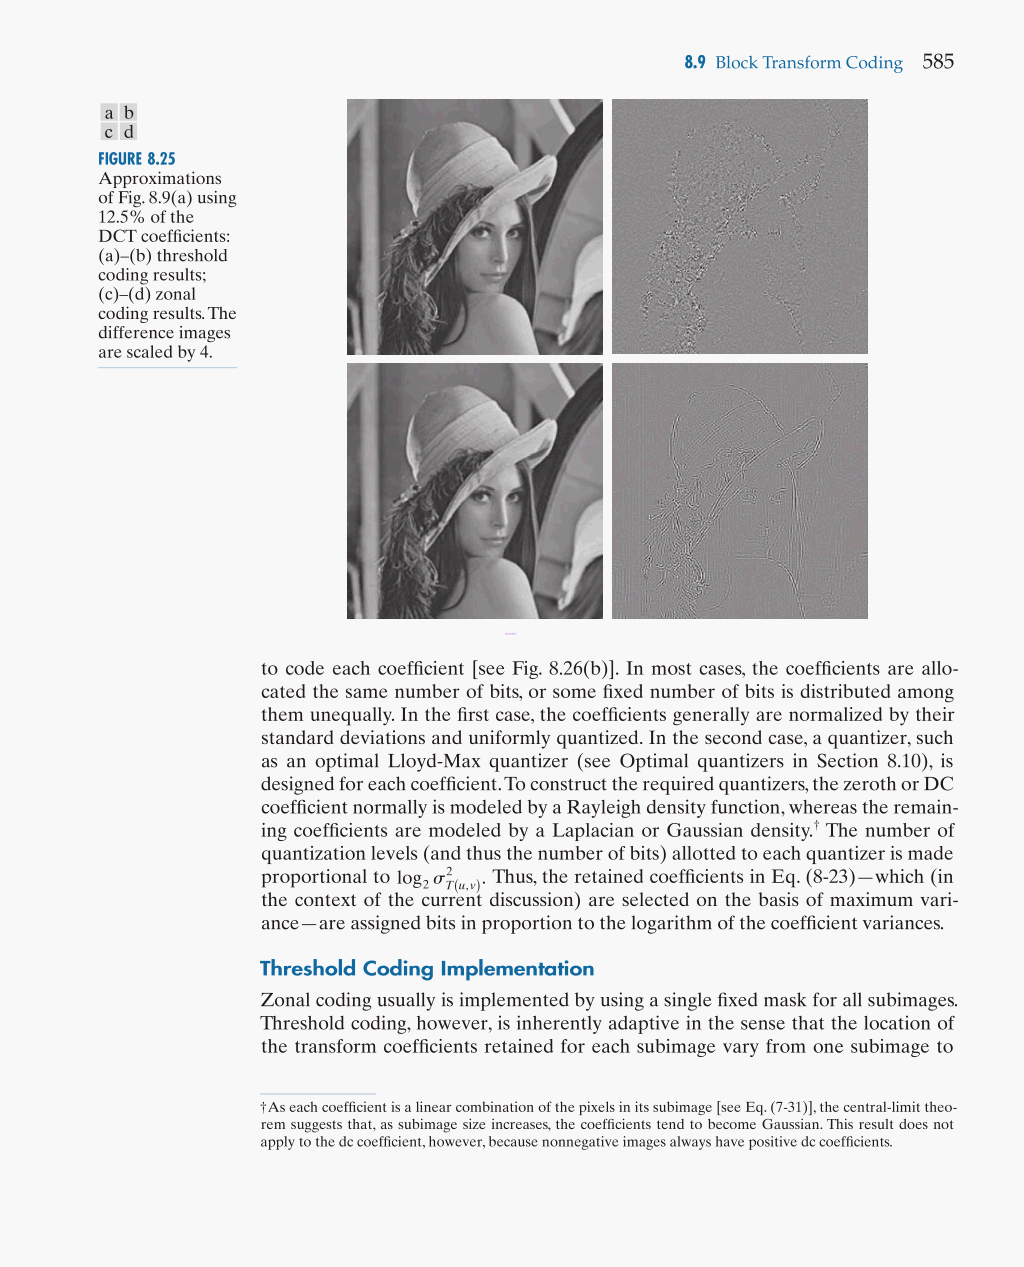 8.9 Block Transform Coding 585
a b
c d
FIGURE 8.25
Approximations
of Fig. 8.9(a) using
12.5% of the
DCT coefficients:
(a)–(b) threshold
coding results;
(c)–(d) zonal
coding results. The
difference images
are scaled by 4.
to code each coefficient [see Fig. 8.26(b)]. In most cases, the coefficients are allo-
cated the same number of bits, or some fixed number of bits is distributed among
them unequally. In the first case, the coefficients generally are normalized by their
standard deviations and uniformly quantized. In the second case, a quantizer, such
as an optimal Lloyd-Max quantizer (see Optimal quantizers in Section 8.10), is
designed for each coefficient. To construct the required quantizers, the zeroth or DC
coefficient normally is modeled by a Rayleigh density function, whereas the remain-
ing coefficients are modeled by a Laplacian or Gaussian density.† The number of
quantization levels (and thus the number of bits) allotted to each quantizer is made
proportional to log₂ σ²_T(u,v). Thus, the retained coefficients in Eq. (8-23)—which (in
the context of the current discussion) are selected on the basis of maximum vari-
ance—are assigned bits in proportion to the logarithm of the coefficient variances.
Threshold Coding Implementation
Zonal coding usually is implemented by using a single fixed mask for all subimages.
Threshold coding, however, is inherently adaptive in the sense that the location of
the transform coefficients retained for each subimage vary from one subimage to
† As each coefficient is a linear combination of the pixels in its subimage [see Eq. (7-31)], the central-limit theo-
rem suggests that, as subimage size increases, the coefficients tend to become Gaussian. This result does not
apply to the dc coefficient, however, because nonnegative images always have positive dc coefficients.